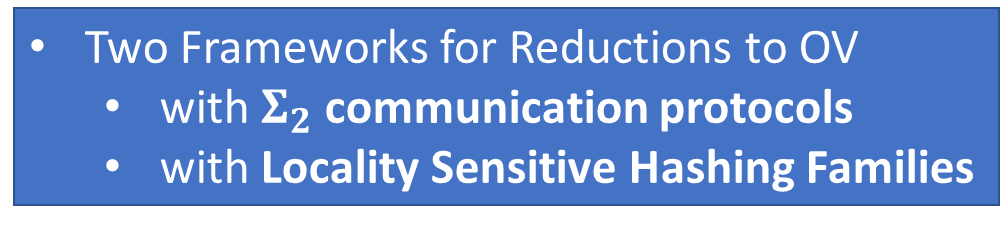 • Two Frameworks for Reductions to OV
• with Σ₂ communication protocols
• with Locality Sensitive Hashing Families